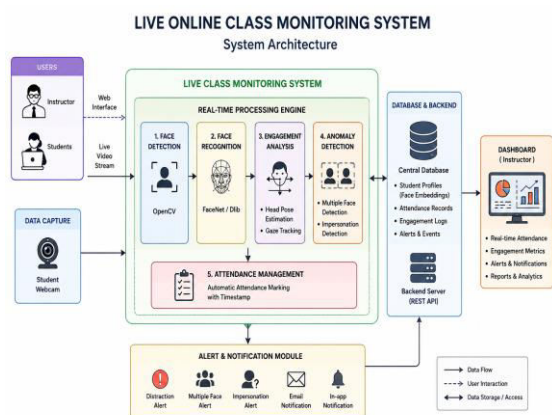 LIVE ONLINE CLASS MONITORING SYSTEM
System Architecture
USERS
Instructor
Students
Web
Interface
Live
Video
Stream
DATA CAPTURE
Student
Webcam
LIVE CLASS MONITORING SYSTEM
REAL-TIME PROCESSING ENGINE
1. FACE
DETECTION
OpenCV
2. FACE
RECOGNITION
FaceNet / Dlib
3. ENGAGEMENT
ANALYSIS
• Head Pose
Estimation
• Gaze Tracking
4. ANOMALY
DETECTION
• Multiple Face
Detection
• Impersonation
Detection
5. ATTENDANCE MANAGEMENT
Automatic Attendance Marking
with Timestamp
ALERT & NOTIFICATION MODULE
Distraction
Alert
Multiple Face
Alert
Impersonation
Alert
Email
Notification
In-app
Notification
DATABASE & BACKEND
Central Database
• Student Profiles
(Face Embeddings)
• Attendance Records
• Engagement Logs
• Alerts & Events
Backend Server
(REST API)
DASHBOARD
( Instructor )
• Real-time Attendance
• Engagement Metrics
• Alerts & Notifications
• Reports & Analytics
Data Flow
User Interaction
Data Storage / Access